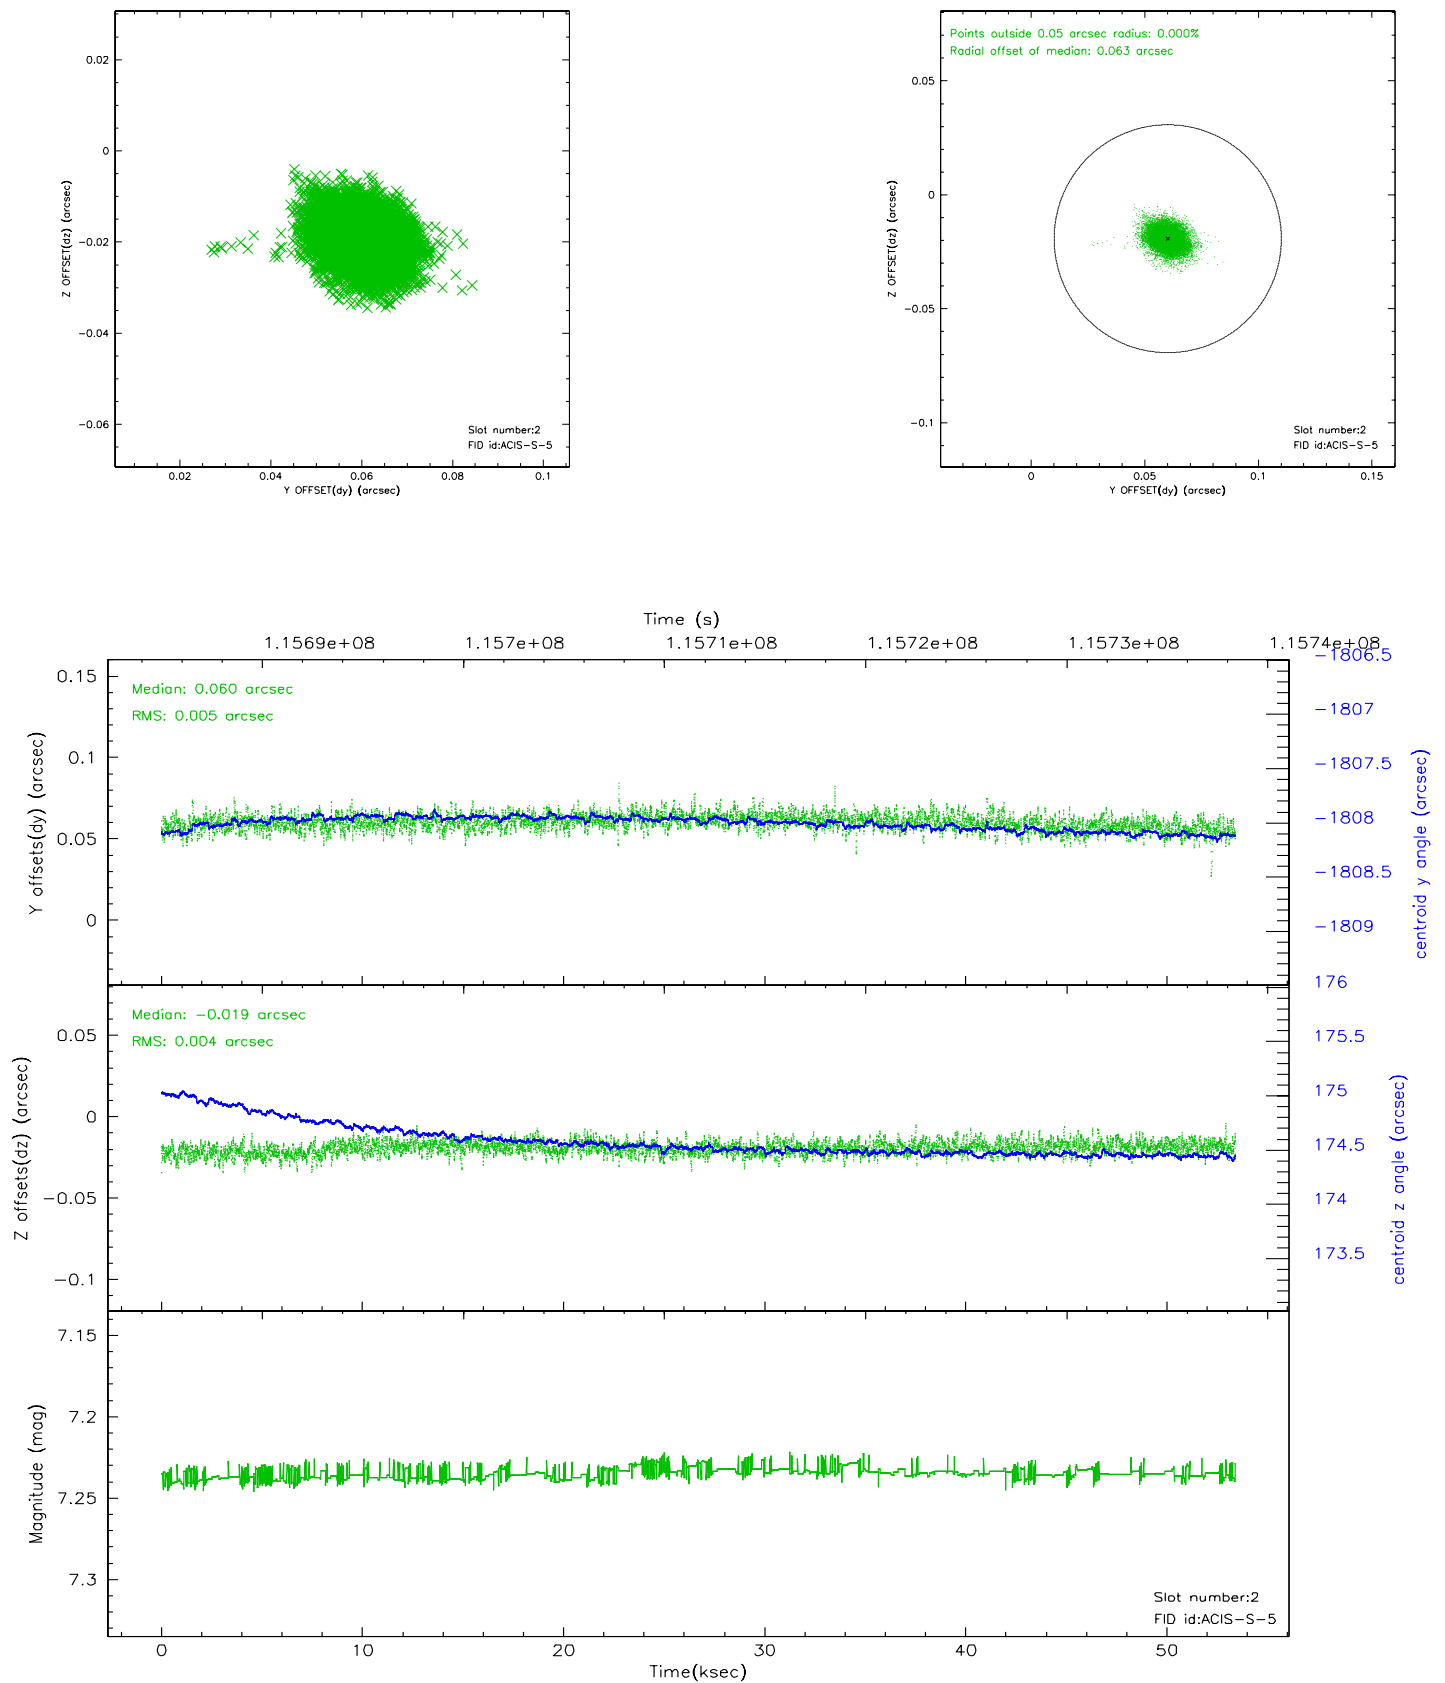 0.02
0
−0.02
−0.04
−0.06
Z OFFSET(dz) (arcsec)
Slot number:2
FID id:ACIS−S−5
0.02 0.04 0.06 0.08 0.1
Y OFFSET(dy) (arcsec)
Points outside 0.05 arcsec radius: 0.000%
Radial offset of median: 0.063 arcsec
0.05
0
−0.05
−0.1
Z OFFSET(dz) (arcsec)
Slot number:2
FID id:ACIS−S−5
0 0.05 0.1 0.15
Y OFFSET(dy) (arcsec)
Time (s)
1.1569e+08 1.157e+08 1.1571e+08 1.1572e+08 1.1573e+08 1.1574e+08
Median: 0.060 arcsec
RMS: 0.005 arcsec
0.15
0.1
0.05
0
Y offsets(dy) (arcsec)
−1806.5
−1807
−1807.5
−1808
−1808.5
−1809
centroid y angle (arcsec)
Median: −0.019 arcsec
RMS: 0.004 arcsec
0.05
0
−0.05
−0.1
Z offsets(dz) (arcsec)
176
175.5
175
174.5
174
173.5
centroid z angle (arcsec)
7.15
7.2
7.25
7.3
Magnitude (mag)
Slot number:2
FID id:ACIS−S−5
0 10 20 30 40 50
Time(ksec)